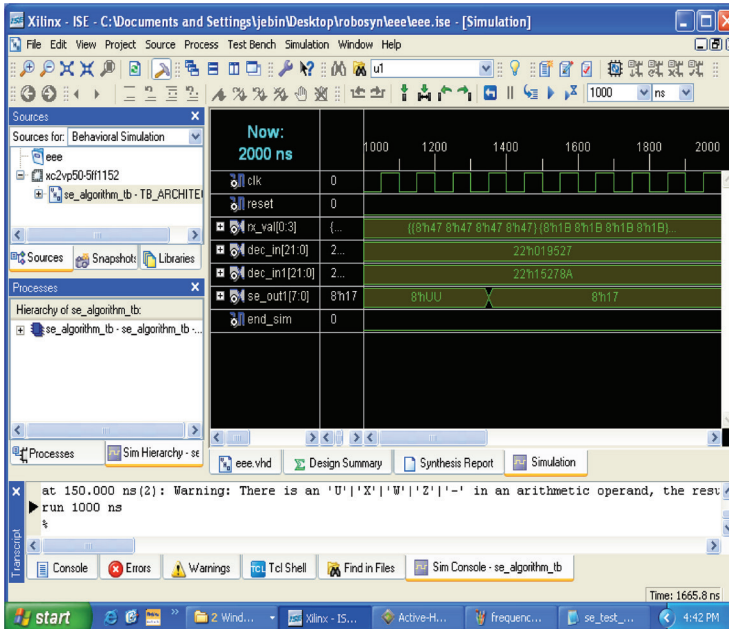 Xilinx - ISE - C:\Documents and Settings\jebin\Desktop\robosyn\eee\eee.ise - [Simulation]
File Edit View Project Source Process Test Bench Simulation Window Help
u1
1000 ns
Sources
Sources for: Behavioral Simulation
eee
xc2vp50-5ff1152
se_algorithm_tb - TB_ARCHITE
Sources Snapshots Libraries
Processes
Hierarchy of se_algorithm_tb:
se_algorithm_tb - se_algorithm_tb -...
Processes Sim Hierarchy - se
Now:
2000 ns
1000 1200 1400 1600 1800 2000
clk 0
reset 0
rx_val[0:3] {... {{8'h47 8'h47 8'h47 8'h47} {8'h1B 8'h1B 8'h1B 8'h1B}...
dec_in[21:0] 2... 22'h019527
dec_in1[21:0] 2... 22'h15278A
se_out1[7:0] 8'h17 8'hUU 8'h17
end_sim 0
eee.vhd Design Summary Synthesis Report Simulation
Transcript
at 150.000 ns(2): Warning: There is an 'U'|'X'|'W'|'Z'|'-' in an arithmetic operand, the resu
run 1000 ns
%
Console Errors Warnings Tcl Shell Find in Files Sim Console - se_algorithm_tb
Time: 1665.8 ns
start 2 Wind... Xilinx - IS... Active-H... frequenc... se_test_... 4:42 PM